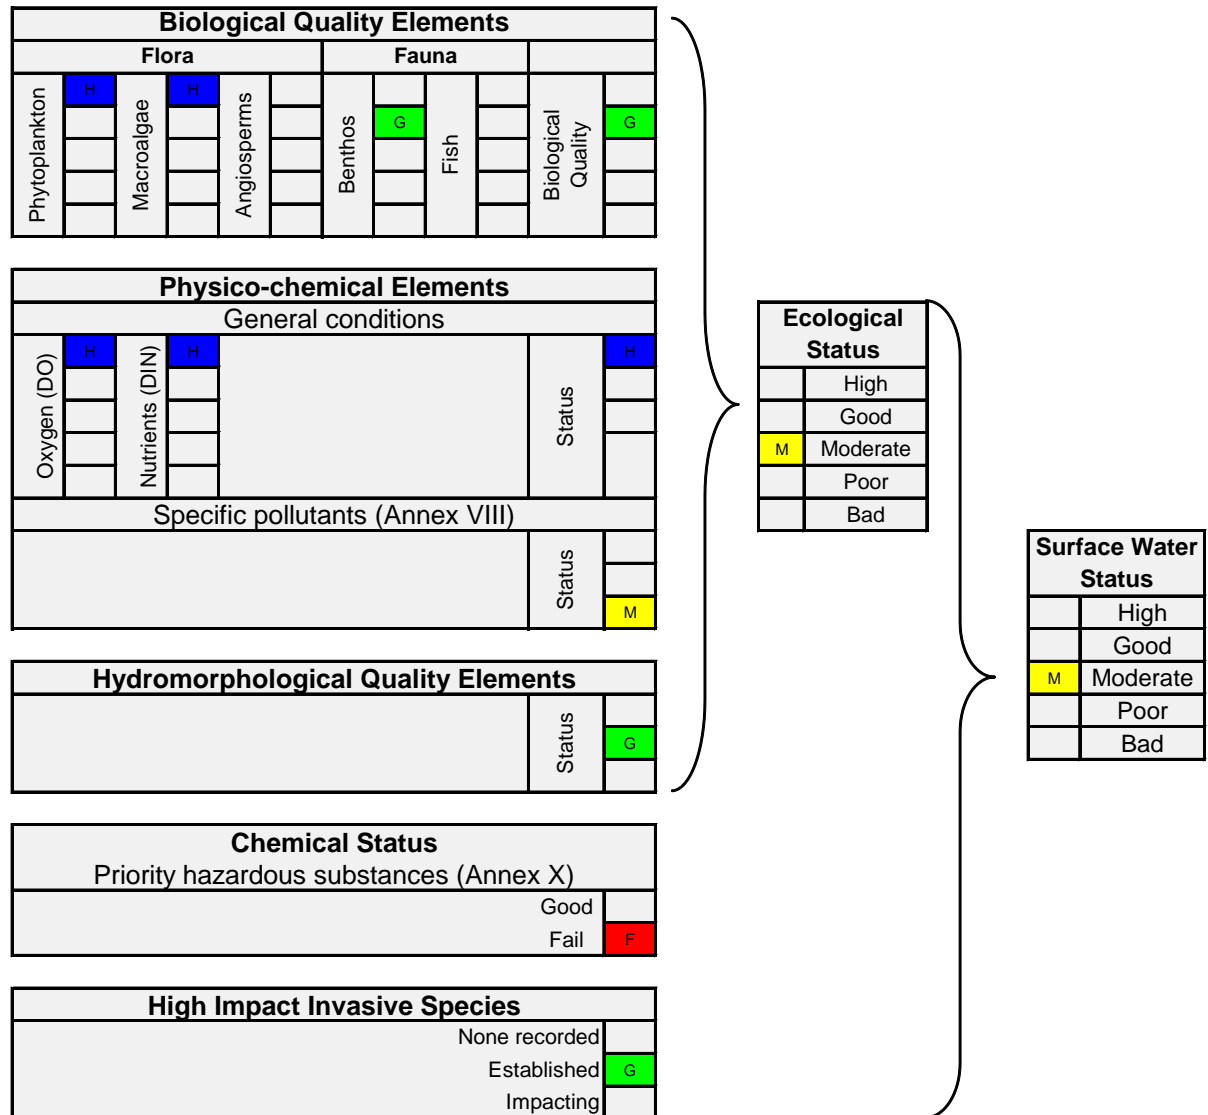 Biological Quality Elements
Flora
Fauna
Phytoplankton
H
Macroalgae
H
Angiosperms
Benthos
G
Fish
Biological
Quality
G
Physico-chemical Elements
General conditions
Oxygen (DO)
H
Nutrients (DIN)
H
Status
H
Specific pollutants (Annex VIII)
Status
M
Hydromorphological Quality Elements
Status
G
Chemical Status
Priority hazardous substances (Annex X)
Good
Fail F
High Impact Invasive Species
None recorded
Established G
Impacting
Ecological
Status
High
Good
M Moderate
Poor
Bad
Surface Water
Status
High
Good
M Moderate
Poor
Bad